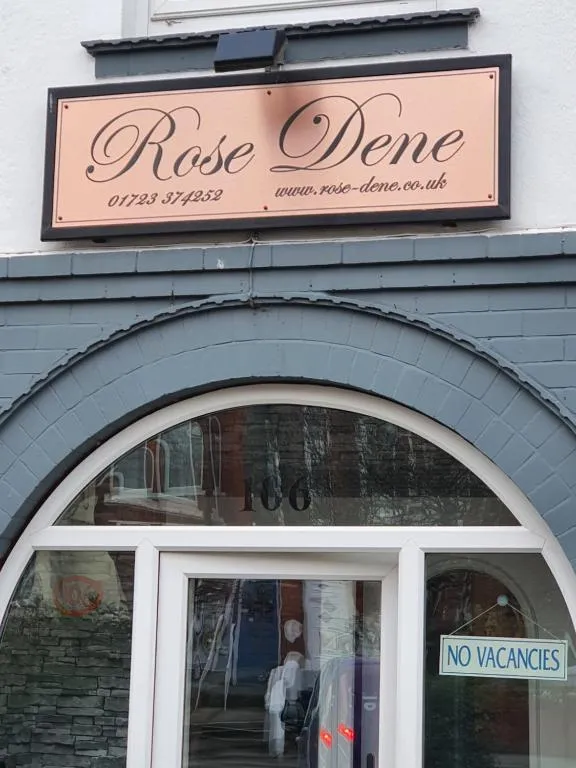 Rose Dene
01723 374252 www.rose-dene.co.uk
106
NO VACANCIES